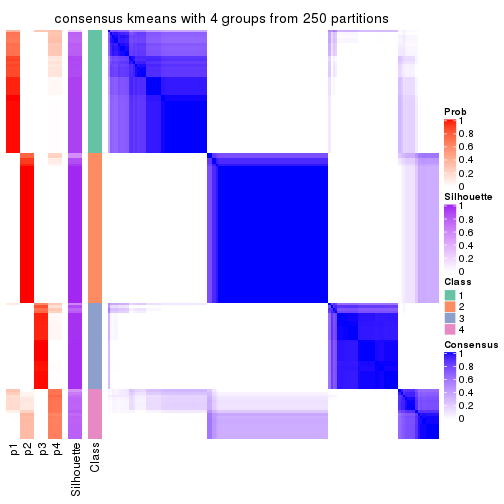 consensus kmeans with 4 groups from 250 partitions
Prob
1
0.8
0.6
0.4
0.2
0
Silhouette
1
0.8
0.6
0.4
0.2
0
Class
1
2
3
4
Consensus
1
0.8
0.6
0.4
0.2
0
p1
p2
p3
p4
Silhouette
Class